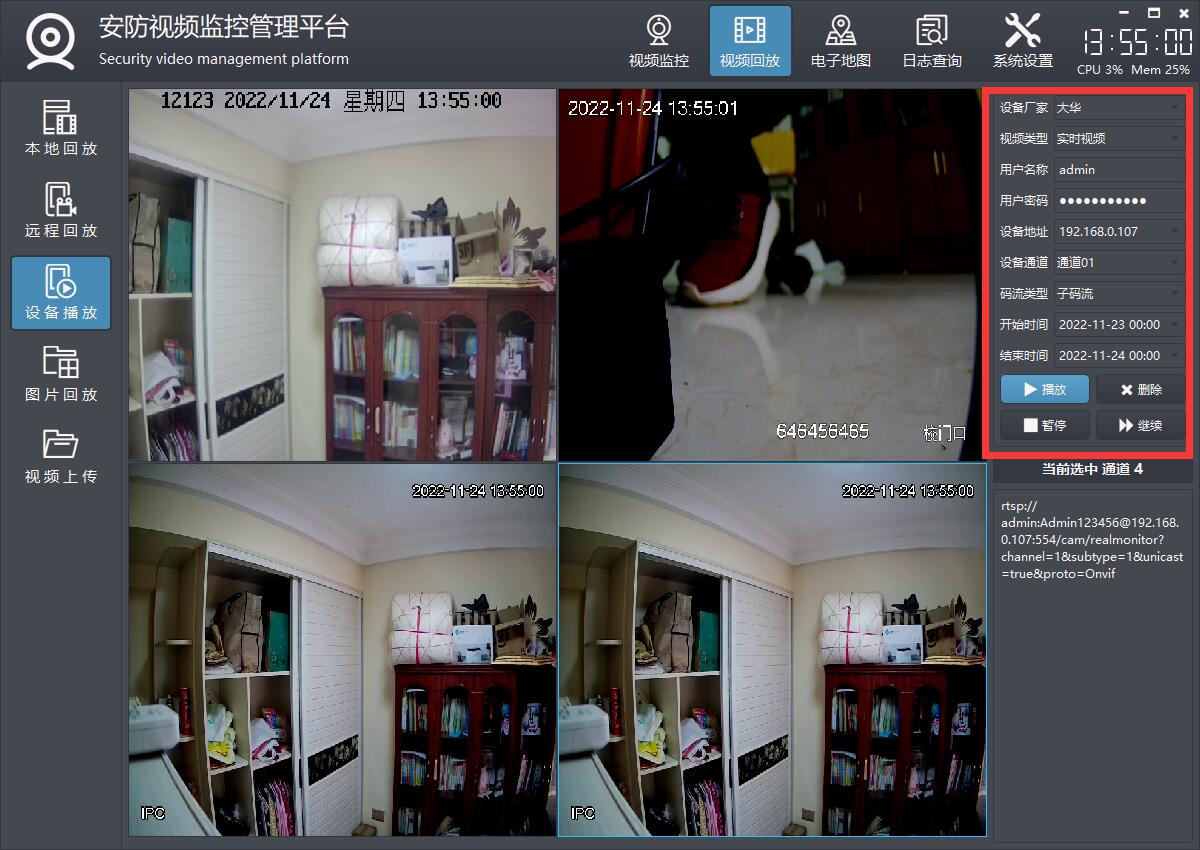 安防视频监控管理平台
Security video management platform
视频监控
视频回放
电子地图
日志查询
系统设置
13:55:00
CPU 3% Mem 25%
本地回放
远程回放
设备播放
图片回放
视频上传
12123 2022/11/24 星期四 13:55:00
2022-11-24 13:55:01
646456465
门口
2022-11-24 13:55:00
IPC
2022-11-24 13:55:00
IPC
设备厂家 大华
视频类型 实时视频
用户名称 admin
用户密码 ●●●●●●●●●●●
设备地址 192.168.0.107
设备通道 通道01
码流类型 子码流
开始时间 2022-11-23 00:00
结束时间 2022-11-24 00:00
播放 删除
暂停 继续
当前选中 通道 4
rtsp://
admin:Admin123456@192.168.
0.107:554/cam/realmonitor?
channel=1&subtype=1&unicast
=true&proto=Onvif